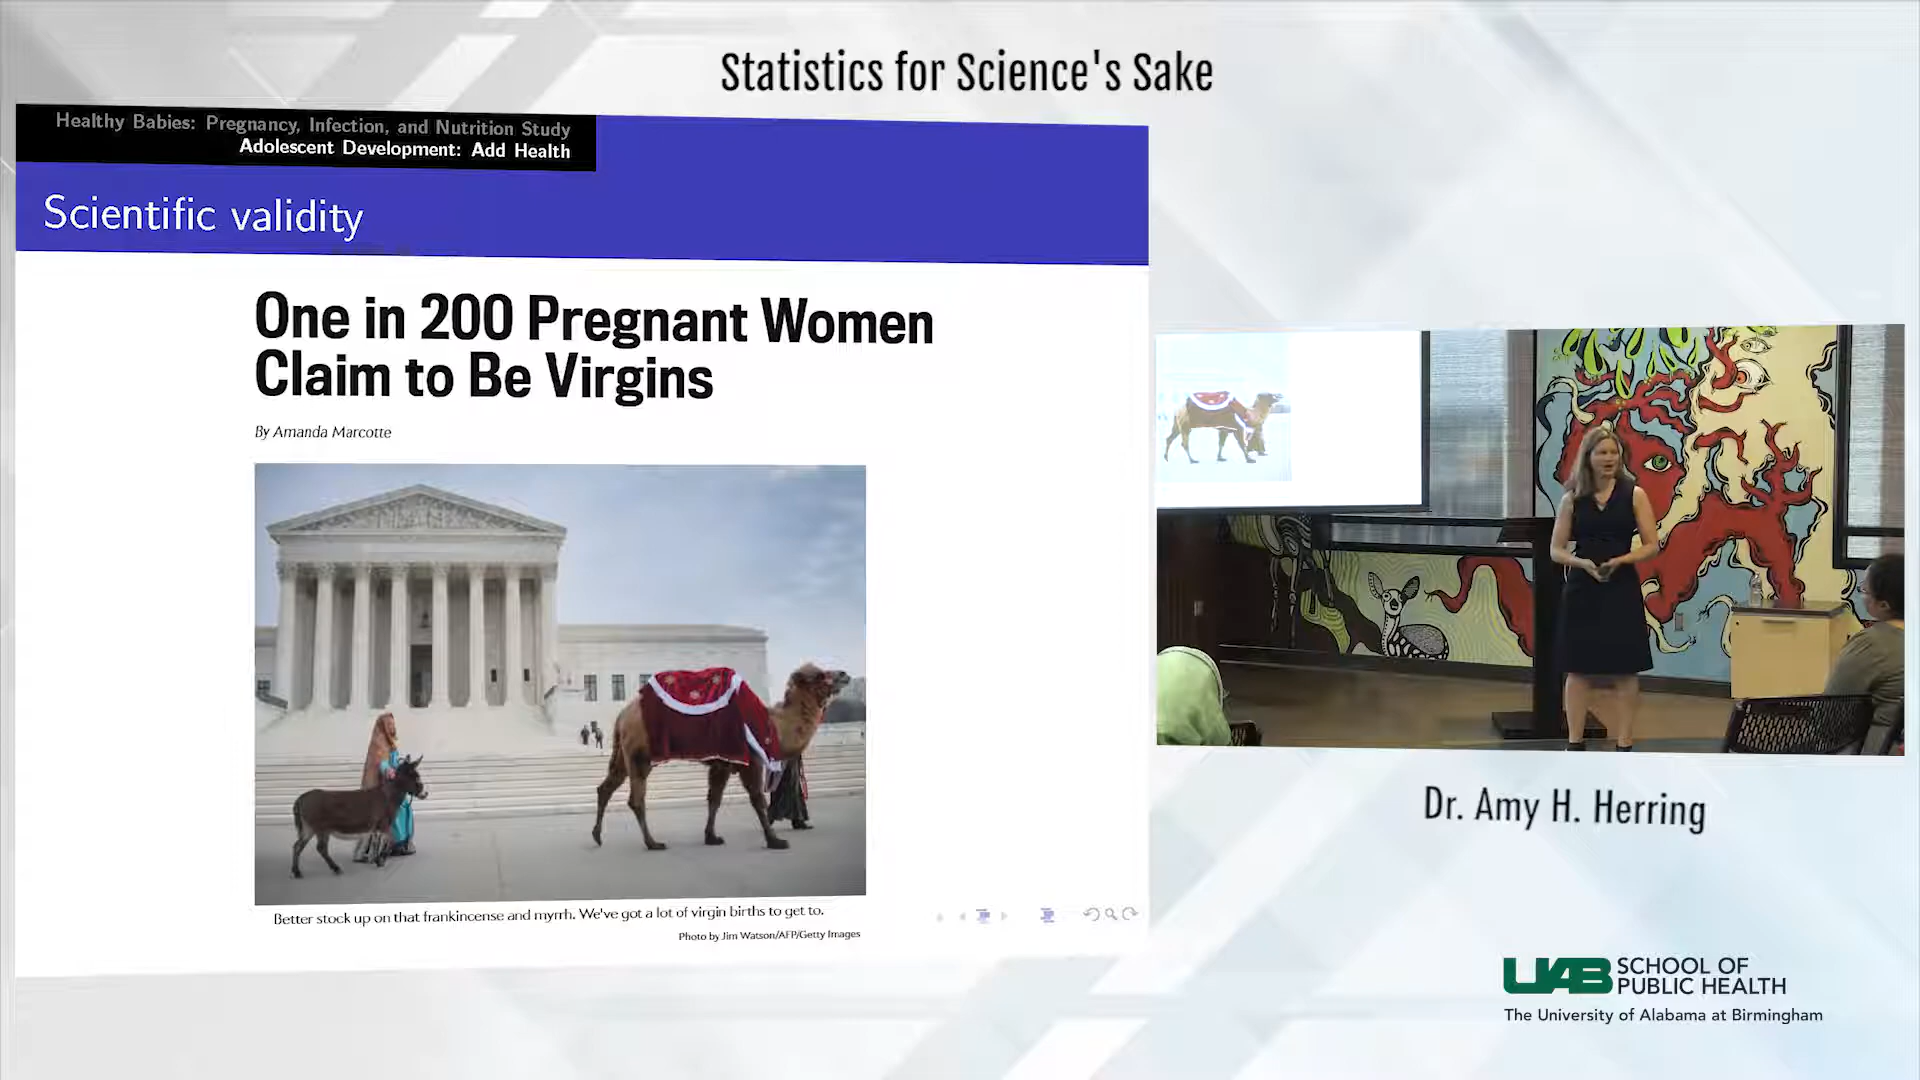 Statistics for Science's Sake
Healthy Babies: Pregnancy, Infection, and Nutrition Study
Adolescent Development: Add Health
Scientific validity
One in 200 Pregnant Women
Claim to Be Virgins
By Amanda Marcotte
Better stock up on that frankincense and myrrh. We've got a lot of virgin births to get to.
Photo by Jim Watson/AFP/Getty Images
Dr. Amy H. Herring
UAB SCHOOL OF
PUBLIC HEALTH
The University of Alabama at Birmingham